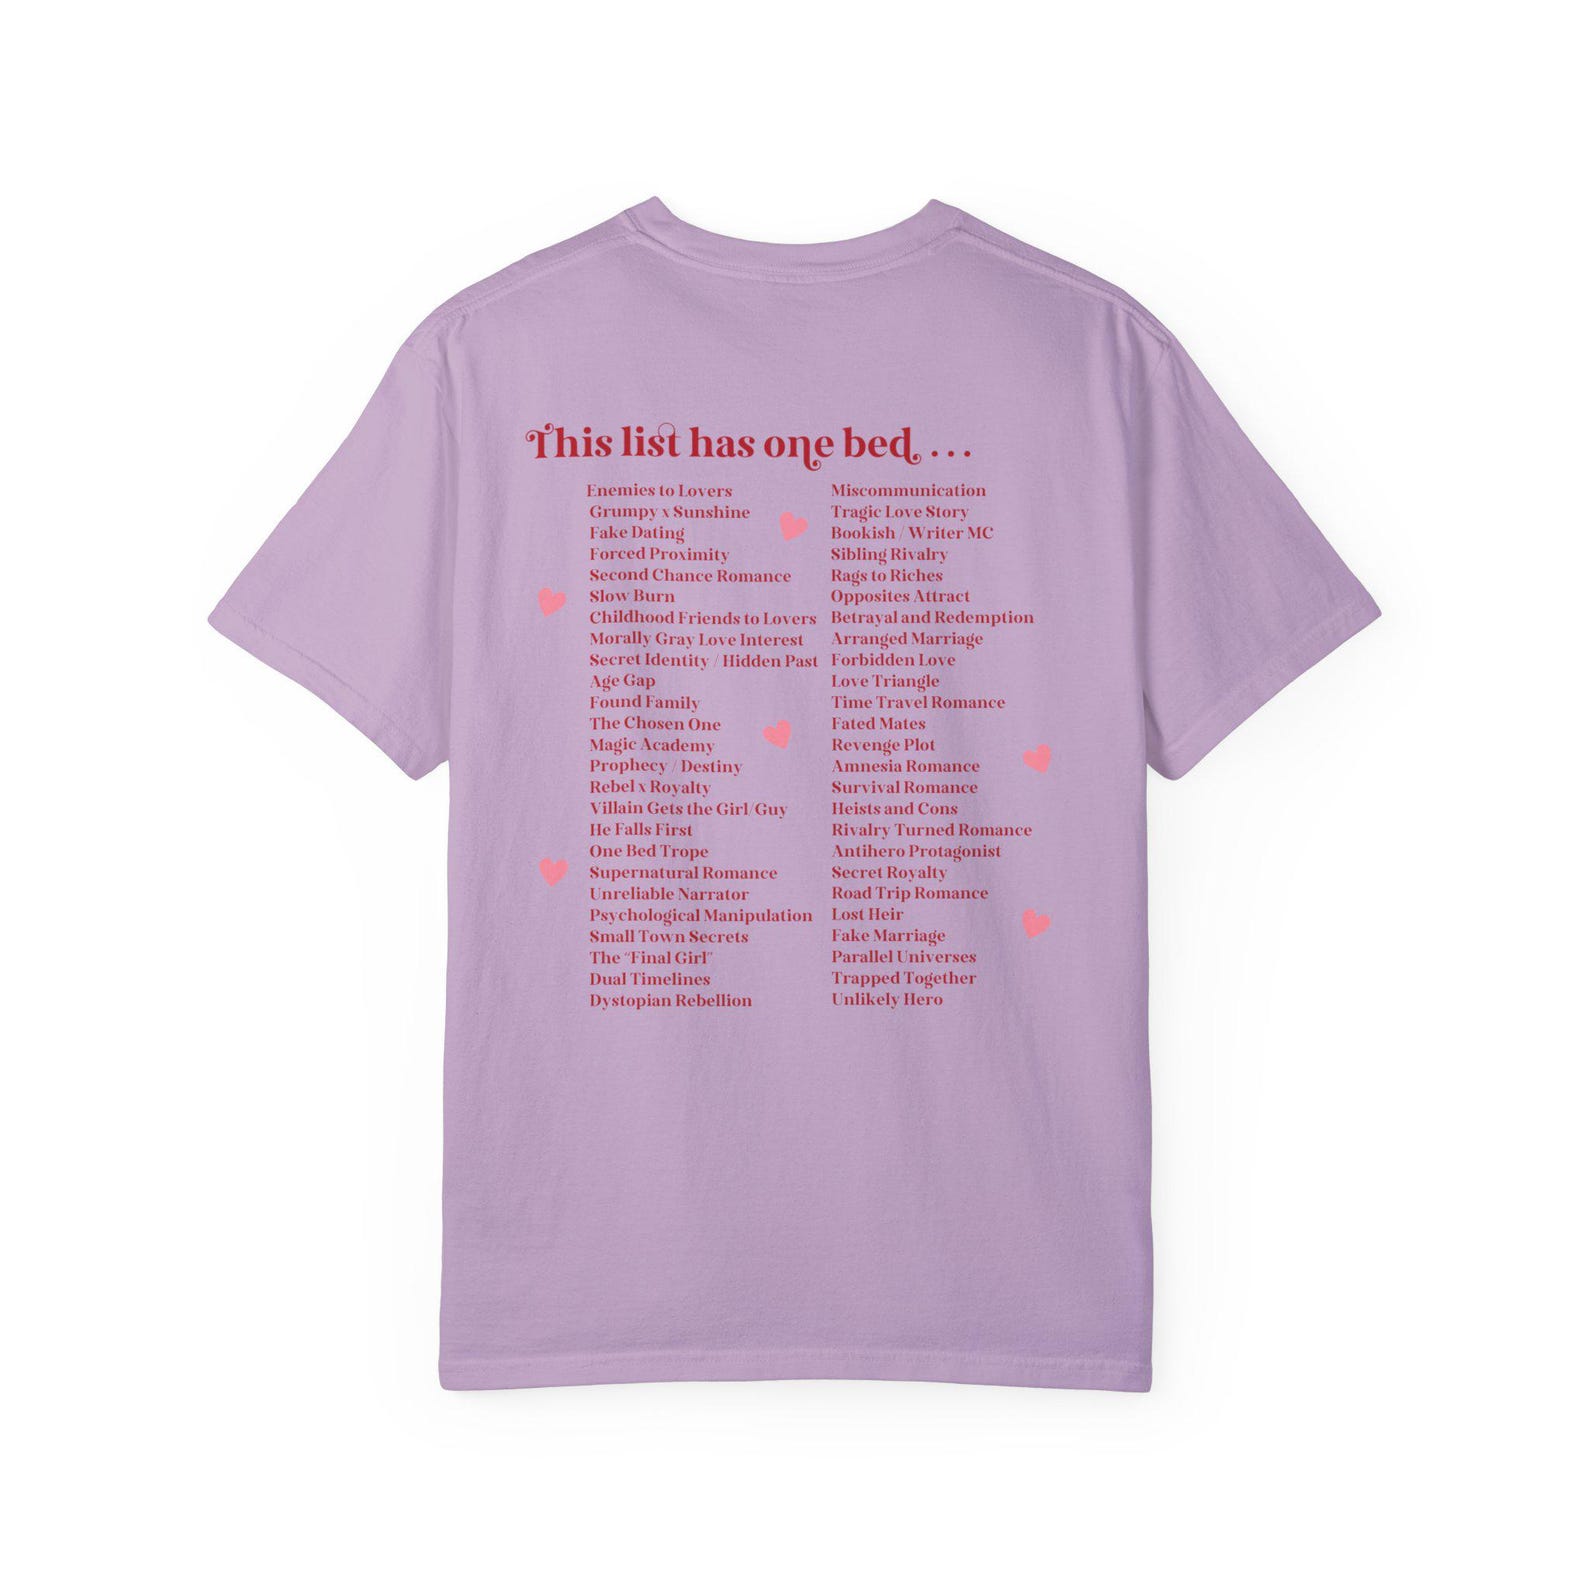 This list has one bed . . .
Enemies to Lovers
Grumpy x Sunshine
Fake Dating
Forced Proximity
Second Chance Romance
Slow Burn
Childhood Friends to Lovers
Morally Gray Love Interest
Secret Identity / Hidden Past
Age Gap
Found Family
The Chosen One
Magic Academy
Prophecy / Destiny
Rebel x Royalty
Villain Gets the Girl/Guy
He Falls First
One Bed Trope
Supernatural Romance
Unreliable Narrator
Psychological Manipulation
Small Town Secrets
The "Final Girl"
Dual Timelines
Dystopian Rebellion
Miscommunication
Tragic Love Story
Bookish / Writer MC
Sibling Rivalry
Rags to Riches
Opposites Attract
Betrayal and Redemption
Arranged Marriage
Forbidden Love
Love Triangle
Time Travel Romance
Fated Mates
Revenge Plot
Amnesia Romance
Survival Romance
Heists and Cons
Rivalry Turned Romance
Antihero Protagonist
Secret Royalty
Road Trip Romance
Lost Heir
Fake Marriage
Parallel Universes
Trapped Together
Unlikely Hero